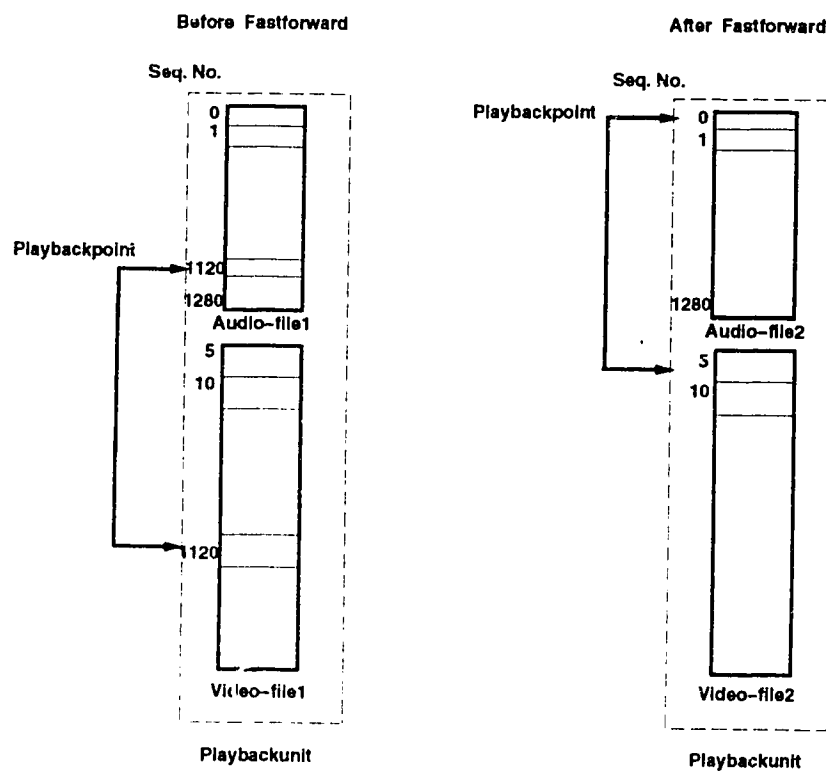 Before Fastforward
Seq. No.
0
1
Playbackpoint
1120
1280
Audio-file1
5
10
1120
Video-file1
Playbackunit
After Fastforward
Seq. No.
Playbackpoint
0
1
1280
Audio-file2
5
10
Video-file2
Playbackunit